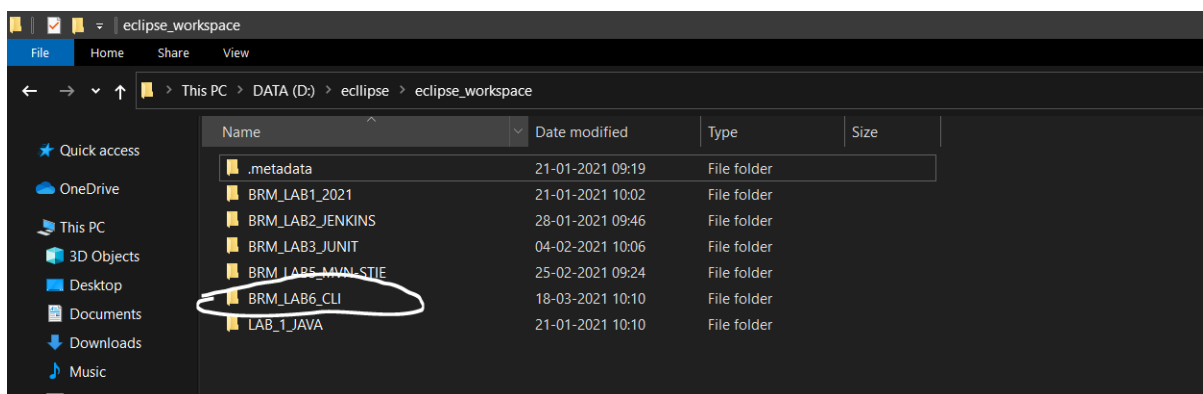 eclipse_workspace
File Home Share View
This PC > DATA (D:) > ecllipse > eclipse_workspace
Name Date modified Type Size
Quick access
.metadata 21-01-2021 09:19 File folder
OneDrive
BRM_LAB1_2021 21-01-2021 10:02 File folder
BRM_LAB2_JENKINS 28-01-2021 09:46 File folder
This PC
BRM_LAB3_JUNIT 04-02-2021 10:06 File folder
3D Objects
BRM_LAB5_MVN-STIE 25-02-2021 09:24 File folder
Desktop
BRM_LAB6_CLI 18-03-2021 10:10 File folder
Documents
LAB_1_JAVA 21-01-2021 10:10 File folder
Downloads
Music